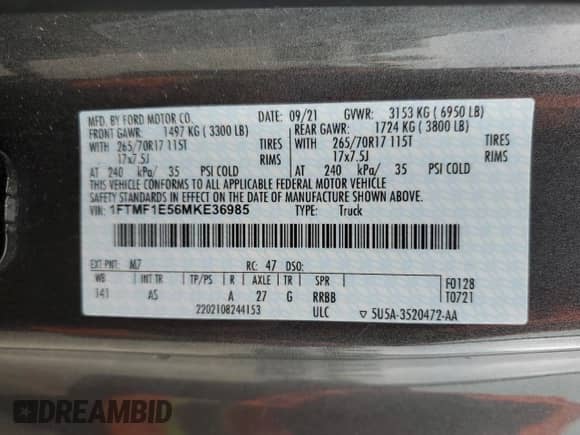 MFD. BY FORD MOTOR CO. DATE: 09/21 GVWR: 3153 KG ( 6950 LB)
FRONT GAWR: 1497 KG ( 3300 LB) REAR GAWR: 1724 KG ( 3800 LB)
WITH 265/70R17 115T TIRES WITH 265/70R17 115T TIRES
17x7.5J RIMS 17x7.5J RIMS
AT 240 kPa/ 35 PSI COLD AT 240 kPa/ 35 PSI COLD
THIS VEHICLE CONFORMS TO ALL APPLICABLE FEDERAL MOTOR VEHICLE
SAFETY STANDARDS IN EFFECT ON THE DATE OF MANUFACTURE SHOWN ABOVE.
VIN: 1FTMF1E56MKE36985 TYPE: Truck
EXT PNT: M7 RC: 47 DSO:
WB INT TR TP/PS R AXLE TR SPR F0128
141 AS A 27 G RRBB T0721
2202108244153 ULC ▽ 5U5A-3520472-AA
DREAMBID